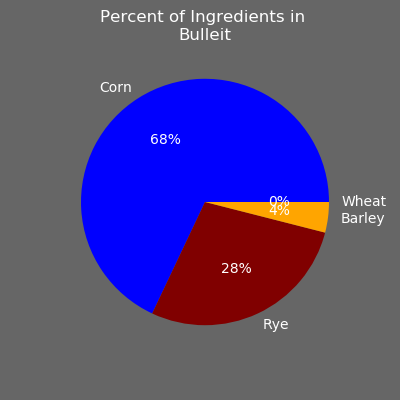 Percent of Ingredients in
Bulleit
Corn
68%
0%
Wheat
4%
Barley
28%
Rye